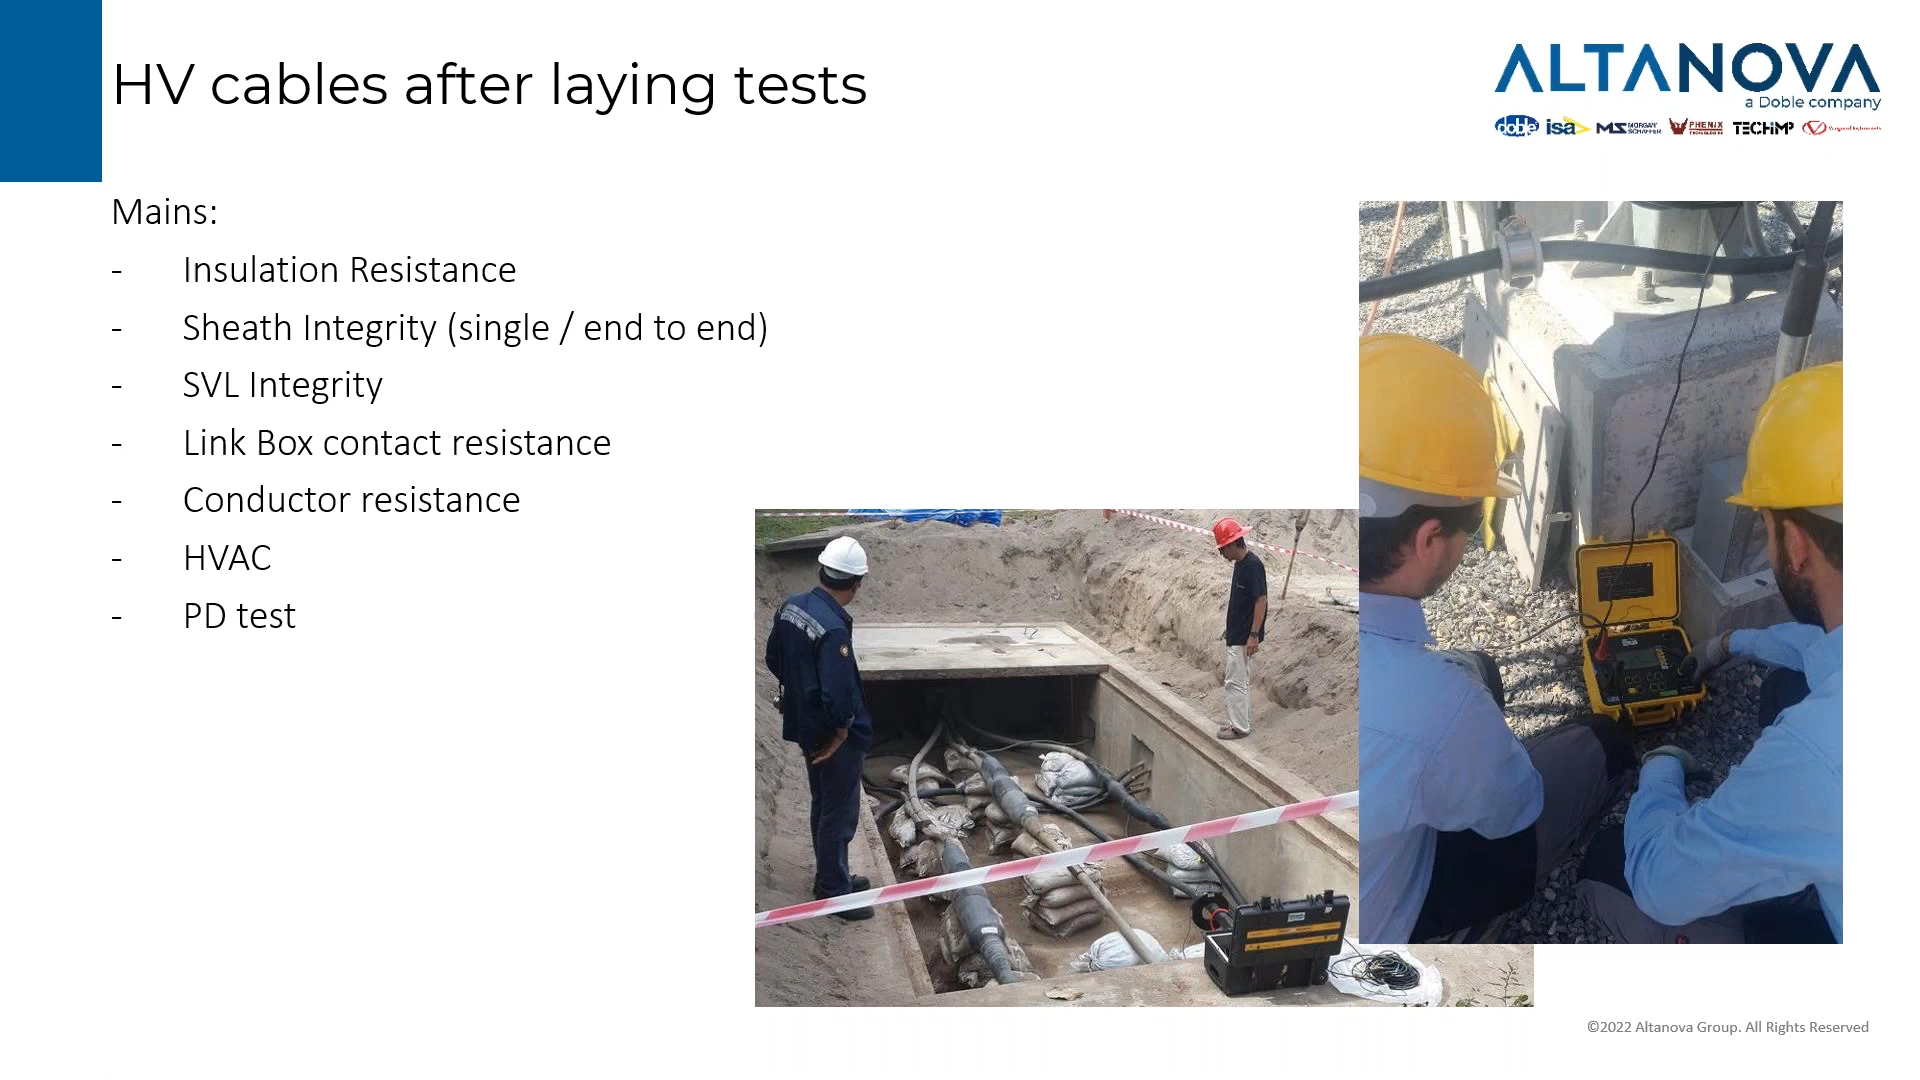 HV cables after laying tests
ALTANOVA
a Doble company
doble isa MORGAN SCHAFFER PHENIX TECHIMP
Mains:
- Insulation Resistance
- Sheath Integrity (single / end to end)
- SVL Integrity
- Link Box contact resistance
- Conductor resistance
- HVAC
- PD test
©2022 Altanova Group. All Rights Reserved